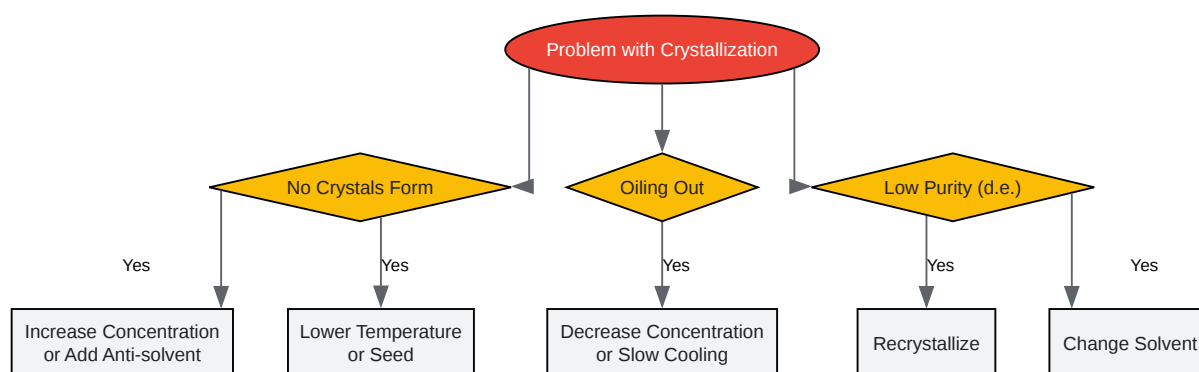 Problem with Crystallization
No Crystals Form
Oiling Out
Low Purity (d.e.)
Yes
Yes
Yes
Yes
Yes
Increase Concentration
or Add Anti-solvent
Lower Temperature
or Seed
Decrease Concentration
or Slow Cooling
Recrystallize
Change Solvent